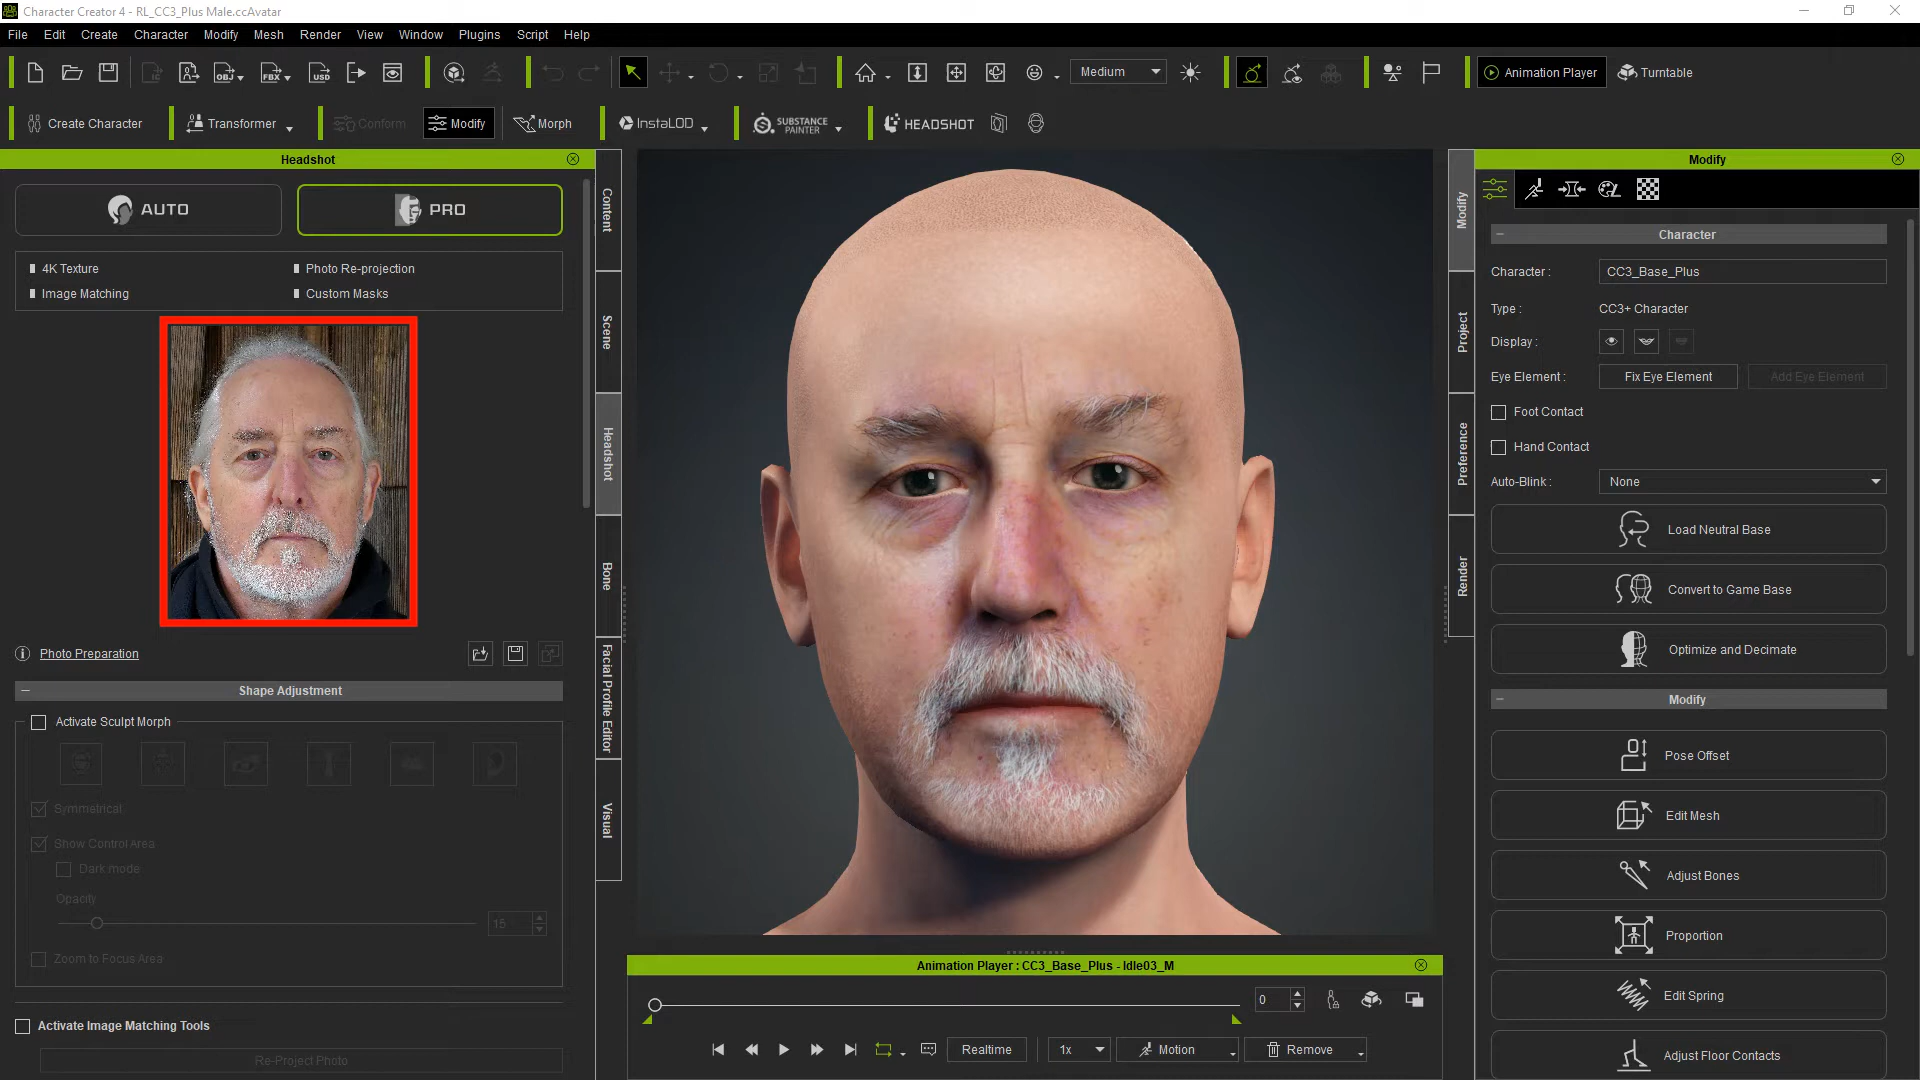 Character Creator 4 - RL_CC3_Plus Male.ccAvatar
File Edit Create Character Modify Mesh Render View Window Plugins Script Help
OBJ FBX USD Medium Animation Player Turntable
Create Character Transformer Conform Modify Morph InstaLOD SUBSTANCE PAINTER HEADSHOT
Headshot
AUTO PRO
4K Texture Photo Re-projection
Image Matching Custom Masks
Photo Preparation
Shape Adjustment
Activate Sculpt Morph
Symmetrical
Show Control Area
Dark mode
Opacity
15
Zoom to Focus Area
Activate Image Matching Tools
Re-Project Photo
Content
Scene
Headshot
Bone
Facial Profile Editor
Visual
Animation Player : CC3_Base_Plus - Idle03_M
0
Realtime 1x Motion Remove
Modify
Project
Preference
Render
Modify
Character
Character : CC3_Base_Plus
Type : CC3+ Character
Display :
Eye Element : Fix Eye Element Add Eye Element
Foot Contact
Hand Contact
Auto-Blink : None
Load Neutral Base
Convert to Game Base
Optimize and Decimate
Modify
Pose Offset
Edit Mesh
Adjust Bones
Proportion
Edit Spring
Adjust Floor Contacts